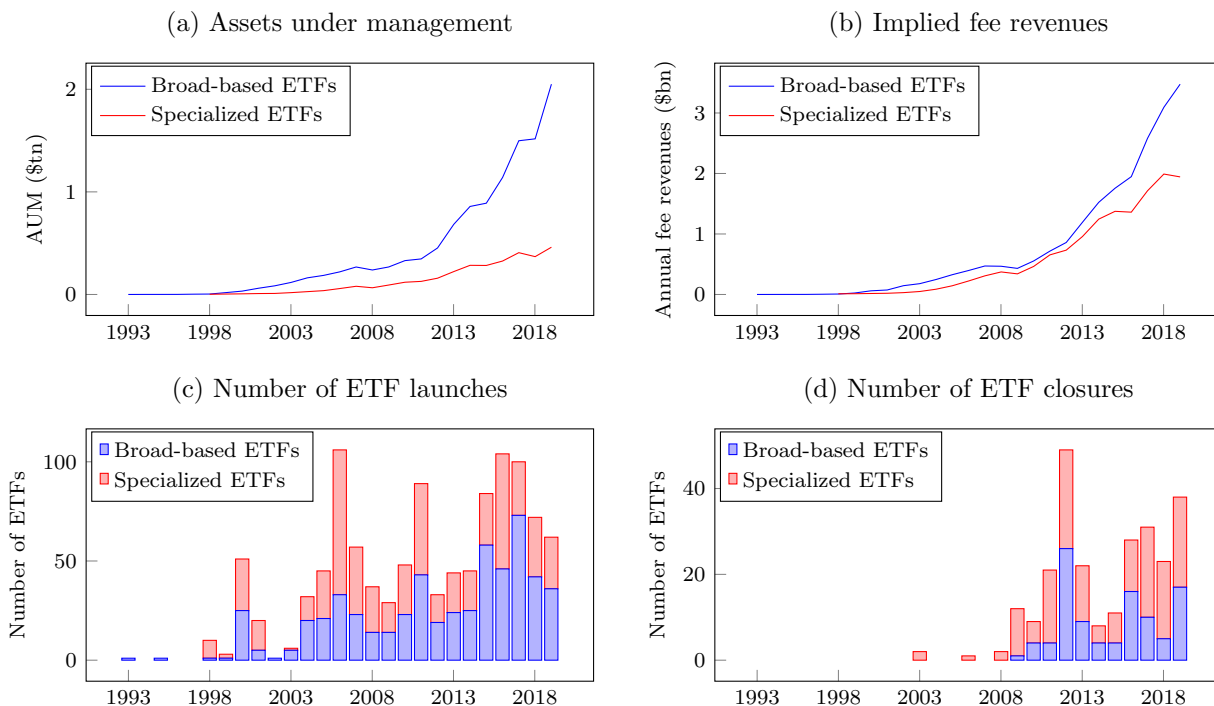 (a) Assets under management
AUM ($tn)
2
1
0
Broad-based ETFs
Specialized ETFs
1993 1998 2003 2008 2013 2018
(b) Implied fee revenues
Annual fee revenues ($bn)
3
2
1
0
Broad-based ETFs
Specialized ETFs
1993 1998 2003 2008 2013 2018
(c) Number of ETF launches
Number of ETFs
100
50
0
Broad-based ETFs
Specialized ETFs
1993 1998 2003 2008 2013 2018
(d) Number of ETF closures
Number of ETFs
40
20
0
Broad-based ETFs
Specialized ETFs
1993 1998 2003 2008 2013 2018